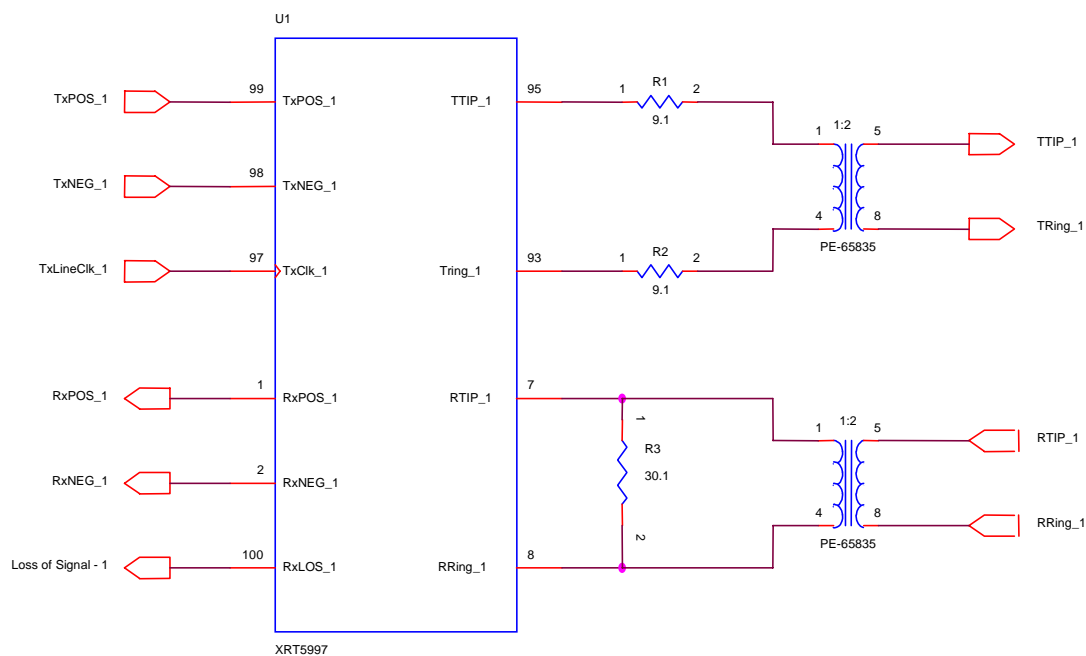 U1
TxPOS_1
99
TxPOS_1
TTIP_1
95
1
R1
2
9.1
1:2
1
5
TTIP_1
TxNEG_1
98
TxNEG_1
4
8
TRing_1
PE-65835
TxLineClk_1
97
TxClk_1
Tring_1
93
1
R2
2
9.1
RxPOS_1
1
RxPOS_1
RTIP_1
7
1
R3
30.1
2
1:2
1
5
RTIP_1
RxNEG_1
2
RxNEG_1
4
8
RRing_1
PE-65835
Loss of Signal - 1
100
RxLOS_1
RRing_1
8
XRT5997